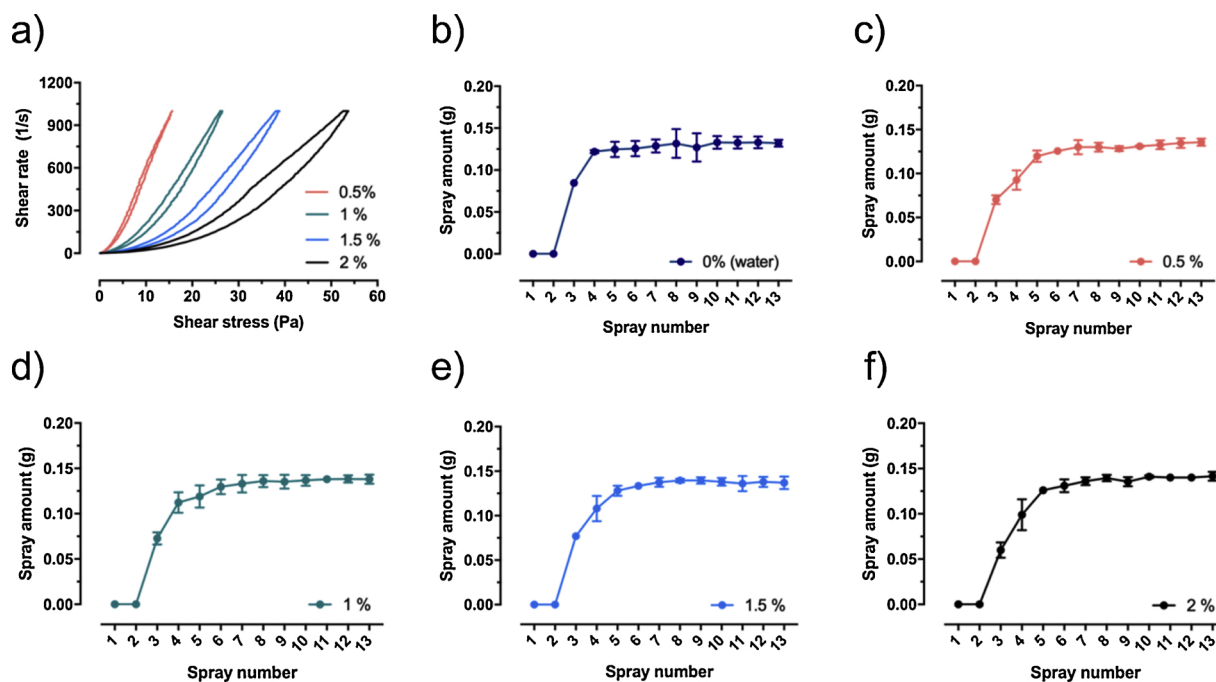 a)
1200
900
600
300
0
Shear rate (1/s)
0 10 20 30 40 50 60
Shear stress (Pa)
0.5%
1 %
1.5 %
2 %
b)
0.20
0.15
0.10
0.05
0.00
Spray amount (g)
0% (water)
1 2 3 4 5 6 7 8 9 10 11 12 13
Spray number
c)
0.20
0.15
0.10
0.05
0.00
Spray amount (g)
0.5 %
1 2 3 4 5 6 7 8 9 10 11 12 13
Spray number
d)
0.20
0.15
0.10
0.05
0.00
Spray amount (g)
1 %
1 2 3 4 5 6 7 8 9 10 11 12 13
Spray number
e)
0.20
0.15
0.10
0.05
0.00
Spray amount (g)
1.5 %
1 2 3 4 5 6 7 8 9 10 11 12 13
Spray number
f)
0.20
0.15
0.10
0.05
0.00
Spray amount (g)
2 %
1 2 3 4 5 6 7 8 9 10 11 12 13
Spray number